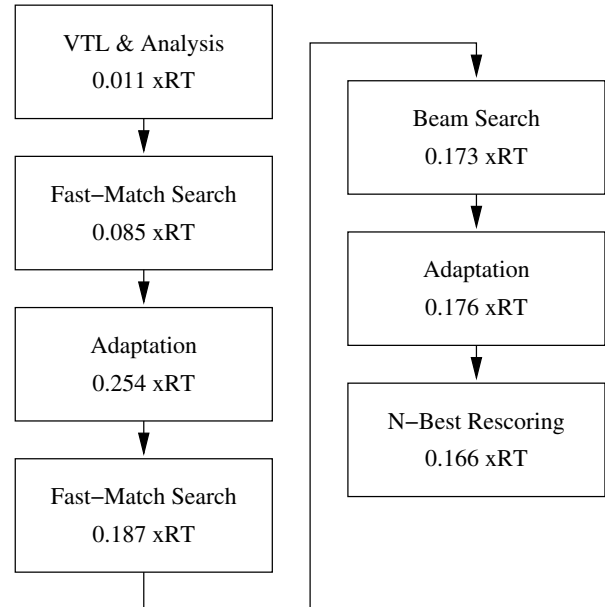 VTL & Analysis
0.011 xRT
Fast−Match Search
0.085 xRT
Adaptation
0.254 xRT
Fast−Match Search
0.187 xRT
Beam Search
0.173 xRT
Adaptation
0.176 xRT
N−Best Rescoring
0.166 xRT